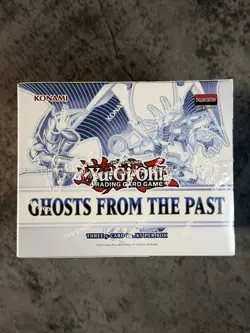 KONAMI
ENGLISH EDITION
Yu-Gi-Oh!
TRADING CARD GAME
GHOSTS FROM THE PAST